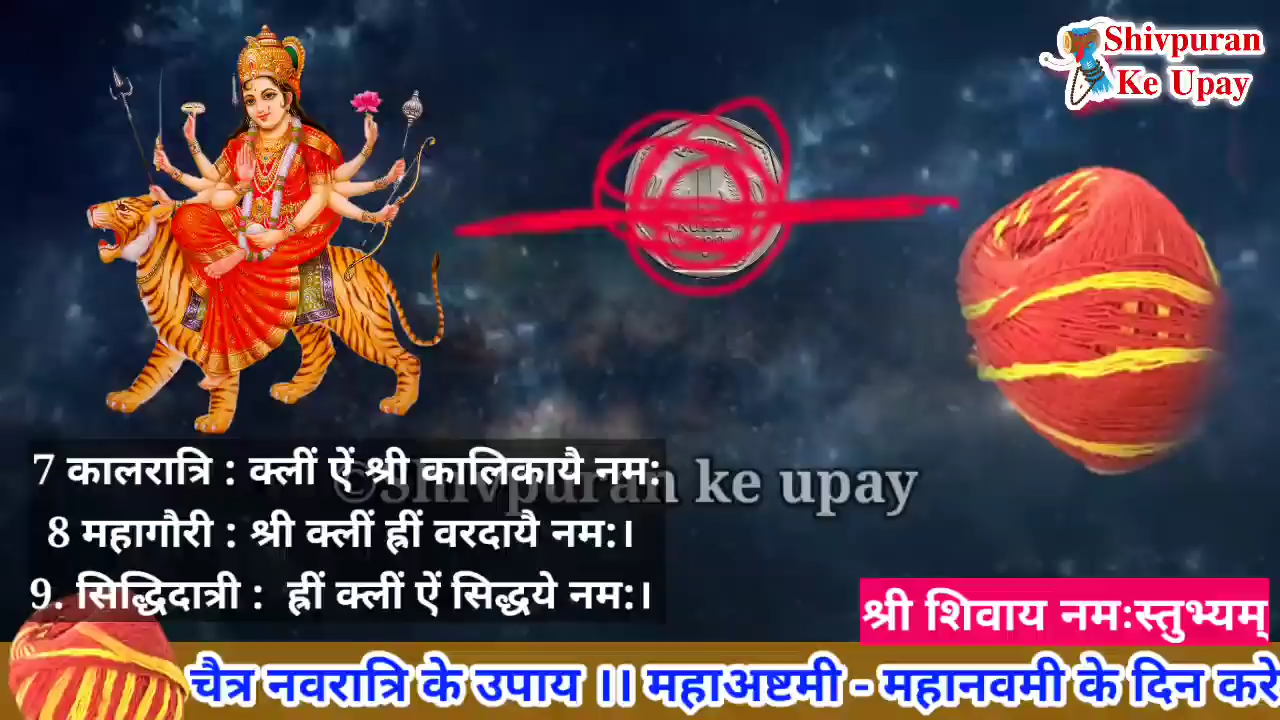 Shivpuran
Ke Upay
7 कालरात्रि : क्लीं ऐं श्री कालिकायै नम:
©Shivpuran ke upay
8 महागौरी : श्री क्लीं ह्रीं वरदायै नम:।
9. सिद्धिदात्री : ह्रीं क्लीं ऐं सिद्धये नम:।
श्री शिवाय नमःस्तुभ्यम्
चैत्र नवरात्रि के उपाय ।। महाअष्टमी - महानवमी के दिन करे